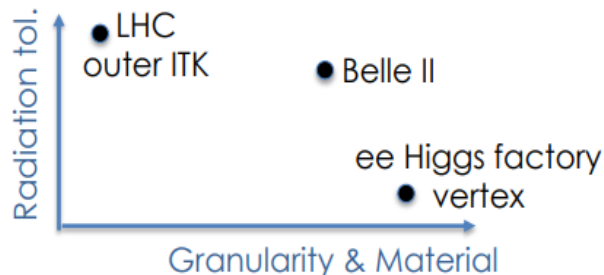 Radiation tol.
LHC
outer ITK
Belle II
ee Higgs factory
vertex
Granularity & Material